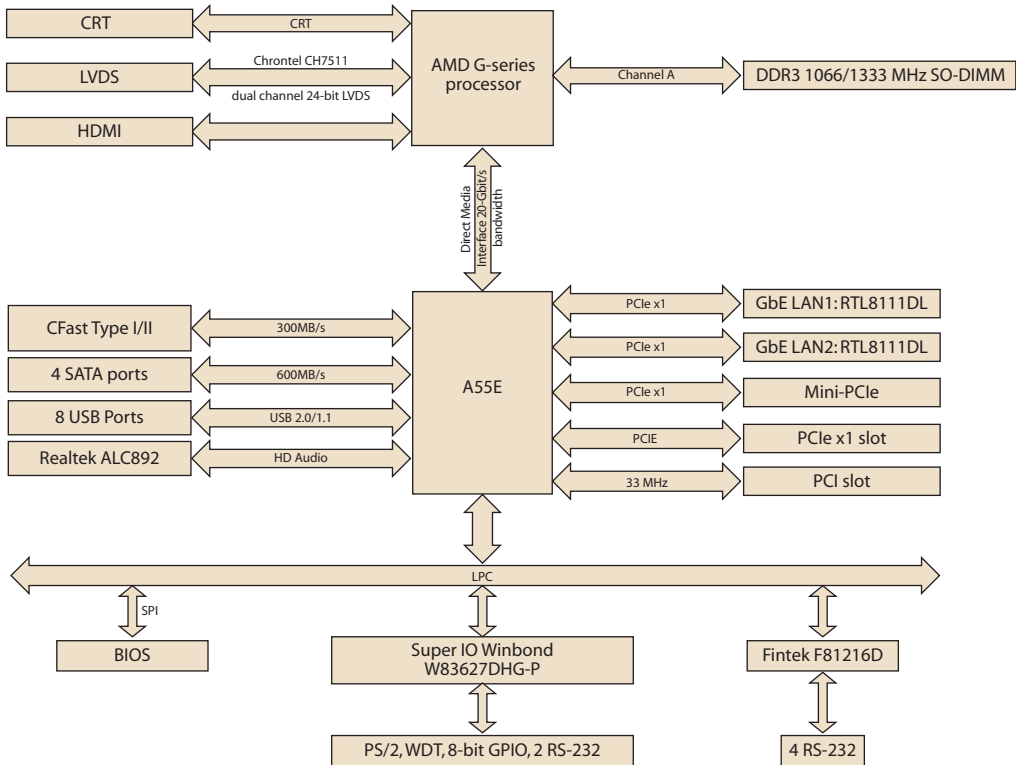 CRT
CRT
AMD G-series
processor
Chrontel CH7511
LVDS
dual channel 24-bit LVDS
Channel A
DDR3 1066/1333 MHz SO-DIMM
HDMI
Direct Media
Interface 20-Gbit/s
bandwidth
CFast Type I/II
300MB/s
4 SATA ports
600MB/s
8 USB Ports
USB 2.0/1.1
Realtek ALC892
HD Audio
A55E
PCIe x1
GbE LAN1: RTL8111DL
PCIe x1
GbE LAN2: RTL8111DL
PCIe x1
Mini-PCIe
PCIE
PCIe x1 slot
33 MHz
PCI slot
LPC
SPI
BIOS
Super IO Winbond
W83627DHG-P
Fintek F81216D
PS/2, WDT, 8-bit GPIO, 2 RS-232
4 RS-232